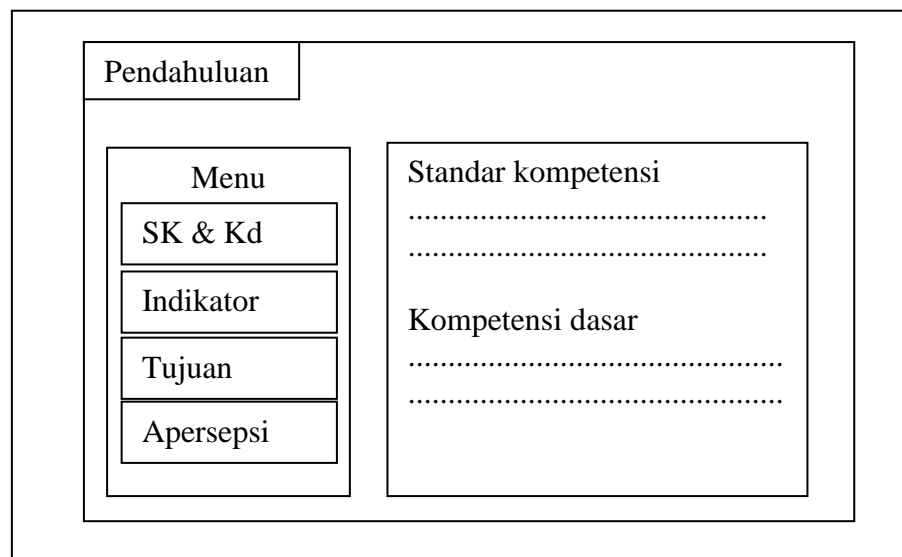 Pendahuluan
Menu
SK & Kd
Indikator
Tujuan
Apersepsi
Standar kompetensi
............................................
............................................
Kompetensi dasar
..............................................
..............................................